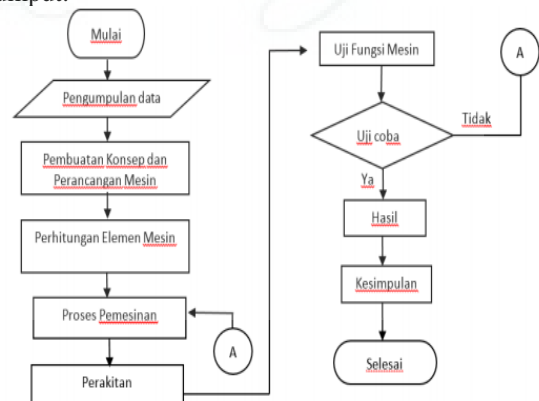 Mulai
Pengumpulan data
Pembuatan Konsep dan
Perancangan Mesin
Perhitungan Elemen Mesin
Proses Pemesinan
A
Perakitan
Uji Fungsi Mesin
A
Uji coba
Tidak
Ya
Hasil
Kesimpulan
Selesai